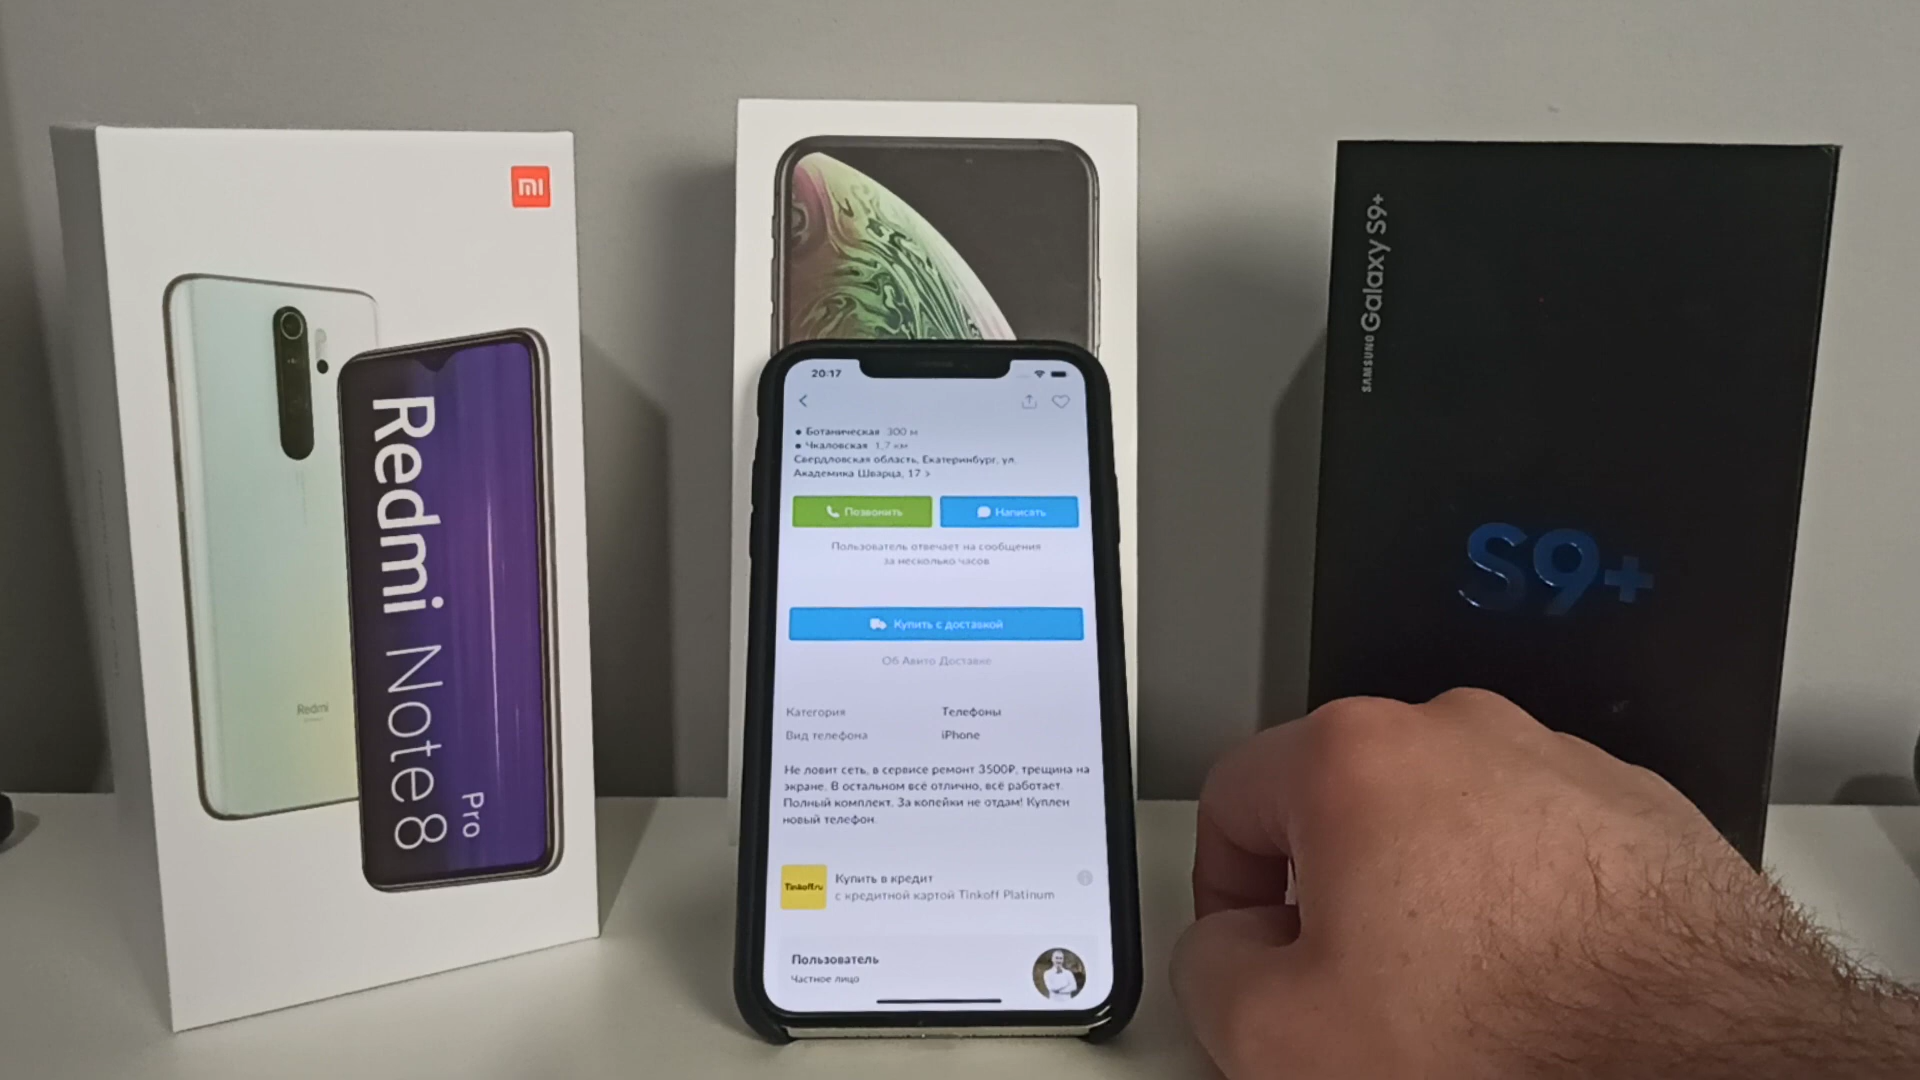 mi
Redmi
Redmi Note 8
Pro
20:17
Ботаническая 300 м
Чкаловская 1,7 км
Свердловская область, Екатеринбург, ул.
Академика Шварца, 17 >
Позвонить
Написать
Пользователь отвечает на сообщения
за несколько часов
Купить с доставкой
Об Авито Доставке
Категория Телефоны
Вид телефона iPhone
Не ловит сеть, в сервисе ремонт 3500₽, трещина на
экране. В остальном всё отлично, всё работает.
Полный комплект. За копейки не отдам! Куплен
новый телефон.
Tinkoff.ru
Купить в кредит
с кредитной картой Tinkoff Platinum
Пользователь
Частное лицо
SAMSUNG Galaxy S9+
S9+